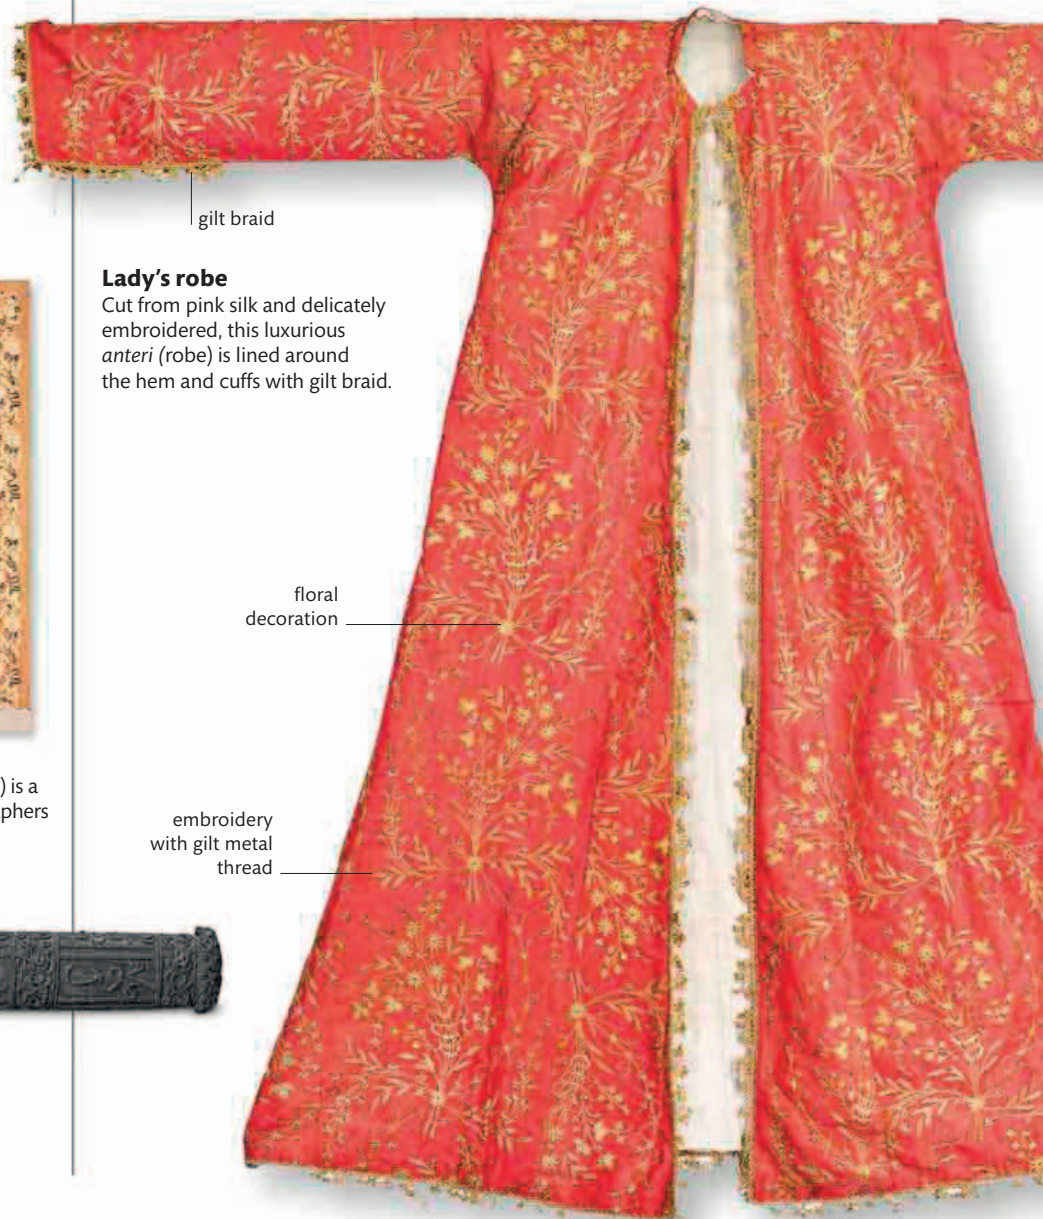 gilt braid
Lady’s robe
Cut from pink silk and delicately
embroidered, this luxurious
anteri (robe) is lined around
the hem and cuffs with gilt braid.
floral
decoration
) is a
phers
embroidery
with gilt metal
thread